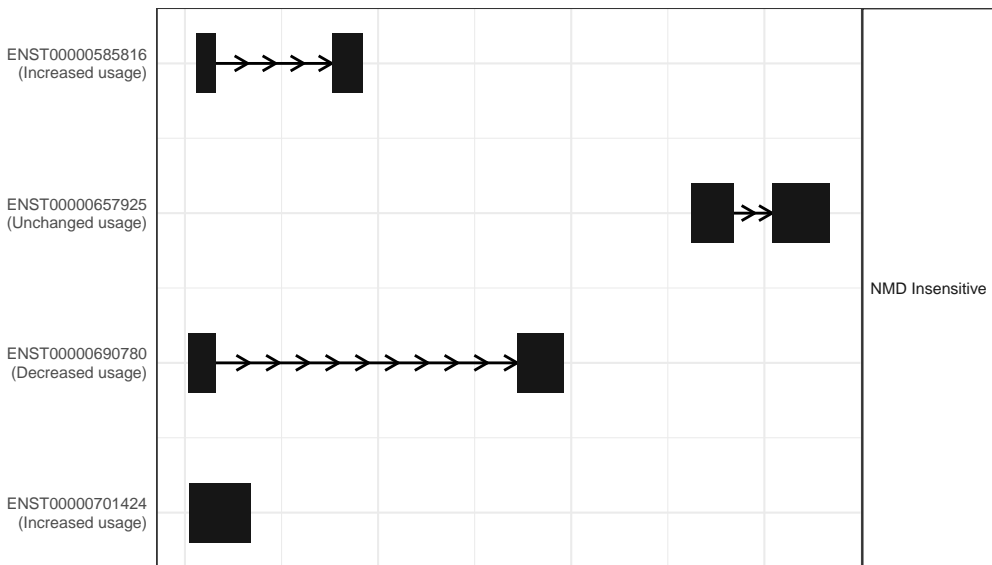 ENST00000585816
(Increased usage)
ENST00000657925
(Unchanged usage)
NMD Insensitive
ENST00000690780
(Decreased usage)
ENST00000701424
(Increased usage)